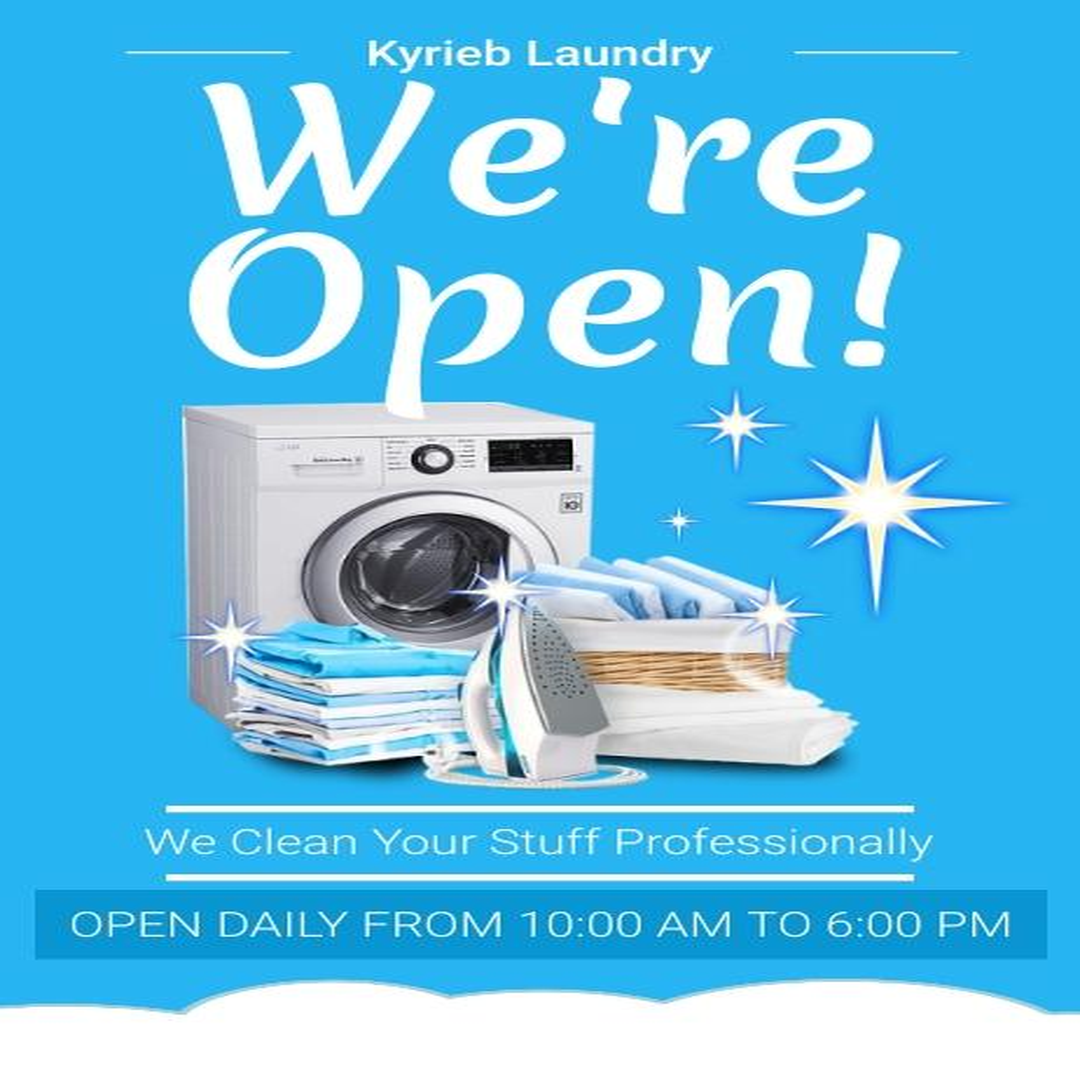 Kyrieb Laundry
We're
Open!
We Clean Your Stuff Professionally
OPEN DAILY FROM 10:00 AM TO 6:00 PM